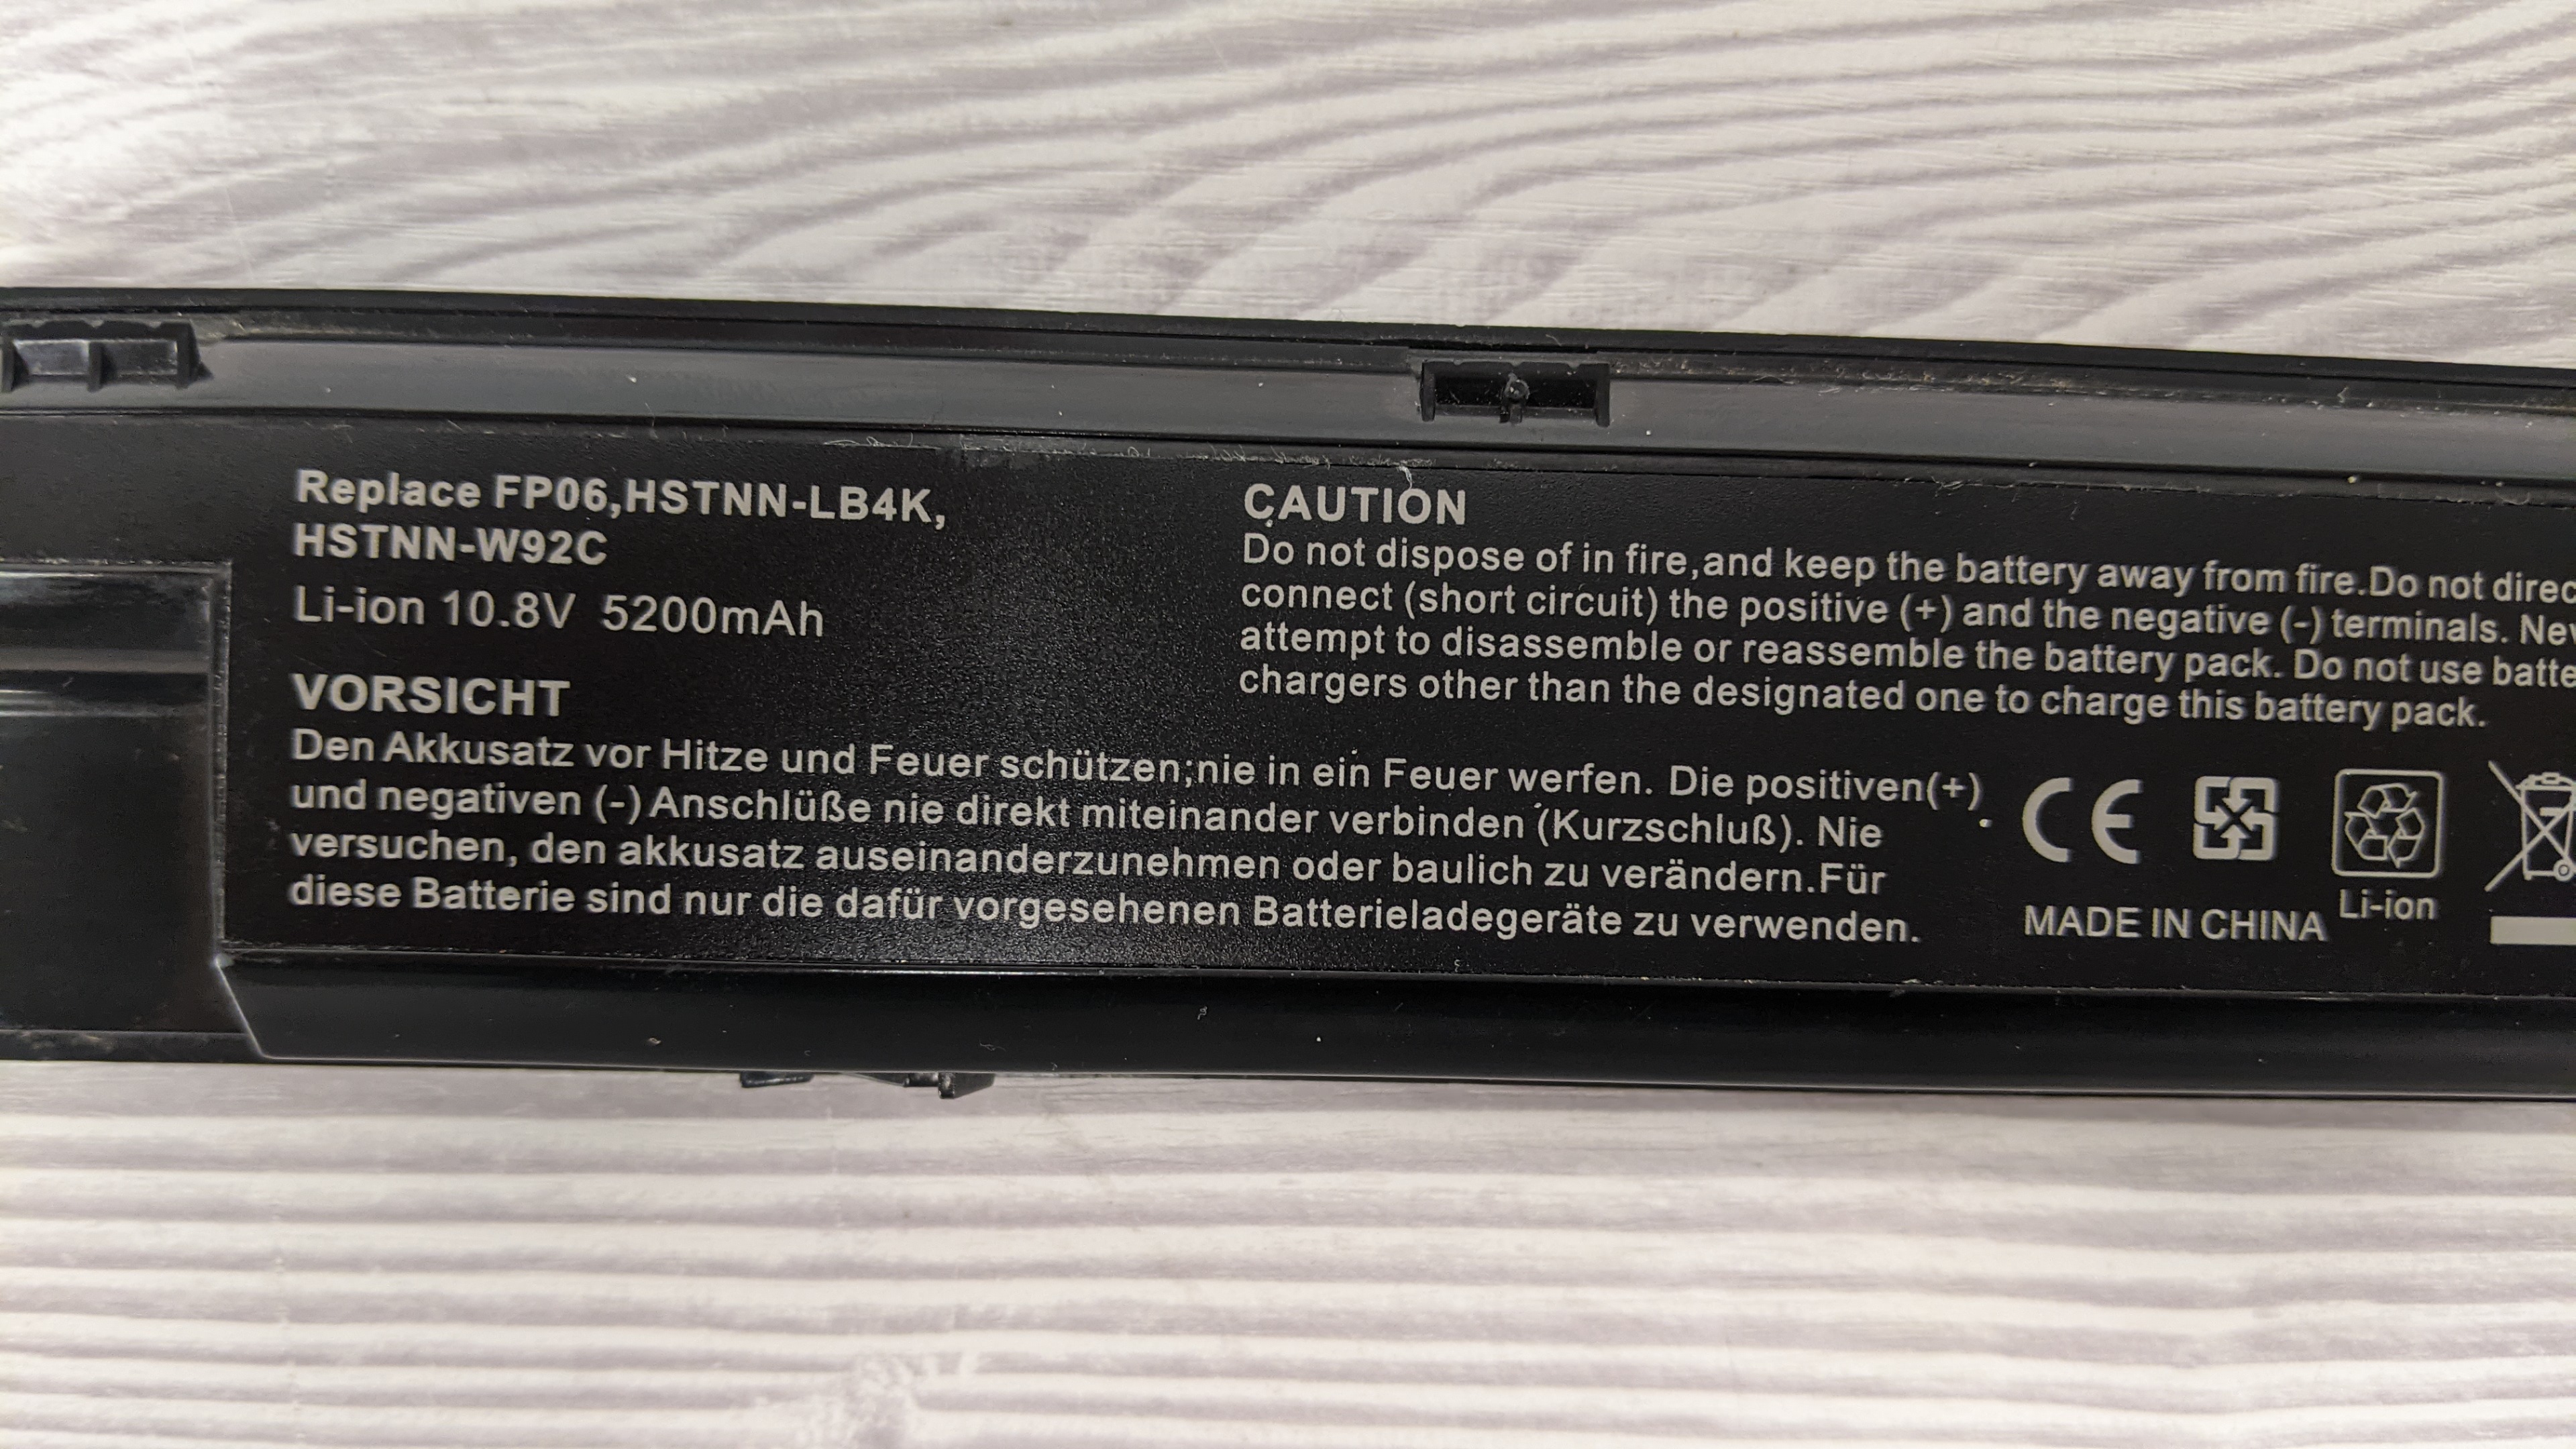 Replace FP06,HSTNN-LB4K,
HSTNN-W92C
Li-ion 10.8V 5200mAh
VORSICHT
Den Akkusatz vor Hitze und Feuer schützen;nie in ein Feuer werfen. Die positiven(+)
und negativen (-) Anschlüße nie direkt miteinander verbinden (Kurzschluß). Nie
versuchen, den akkusatz auseinanderzunehmen oder baulich zu verändern.Für
diese Batterie sind nur die dafür vorgesehenen Batterieladegeräte zu verwenden.
CAUTION
Do not dispose of in fire,and keep the battery away from fire.Do not
connect (short circuit) the positive (+) and the negative (-) terminals.
attempt to disassemble or reassemble the battery pack. Do not use
chargers other than the designated one to charge this battery pack.
CE
MADE IN CHINA
Li-ion